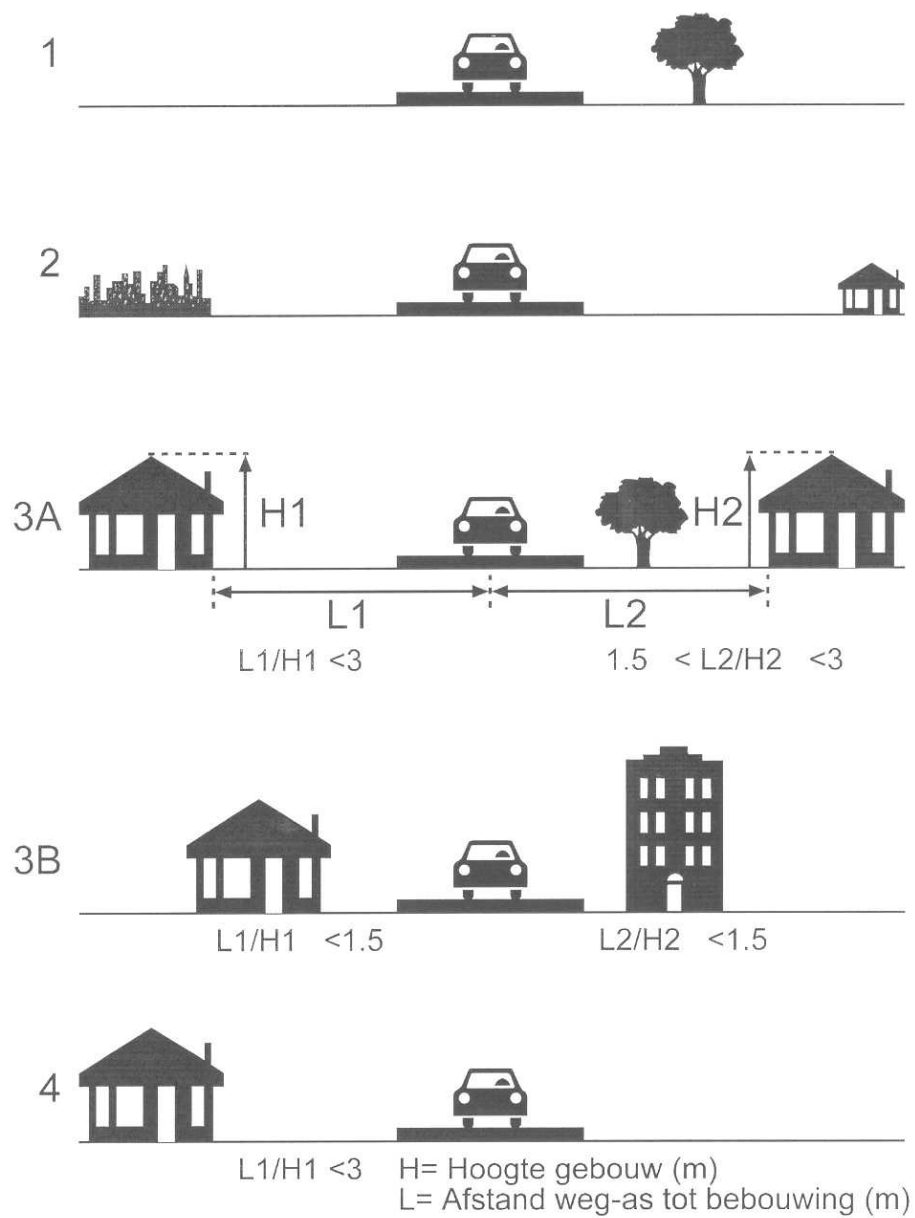 1
2
3A
H1
H2
L1
L2
L1/H1 <3
1.5 < L2/H2 <3
3B
L1/H1 <1.5
L2/H2 <1.5
4
L1/H1 <3
H= Hoogte gebouw (m)
L= Afstand weg-as tot bebouwing (m)